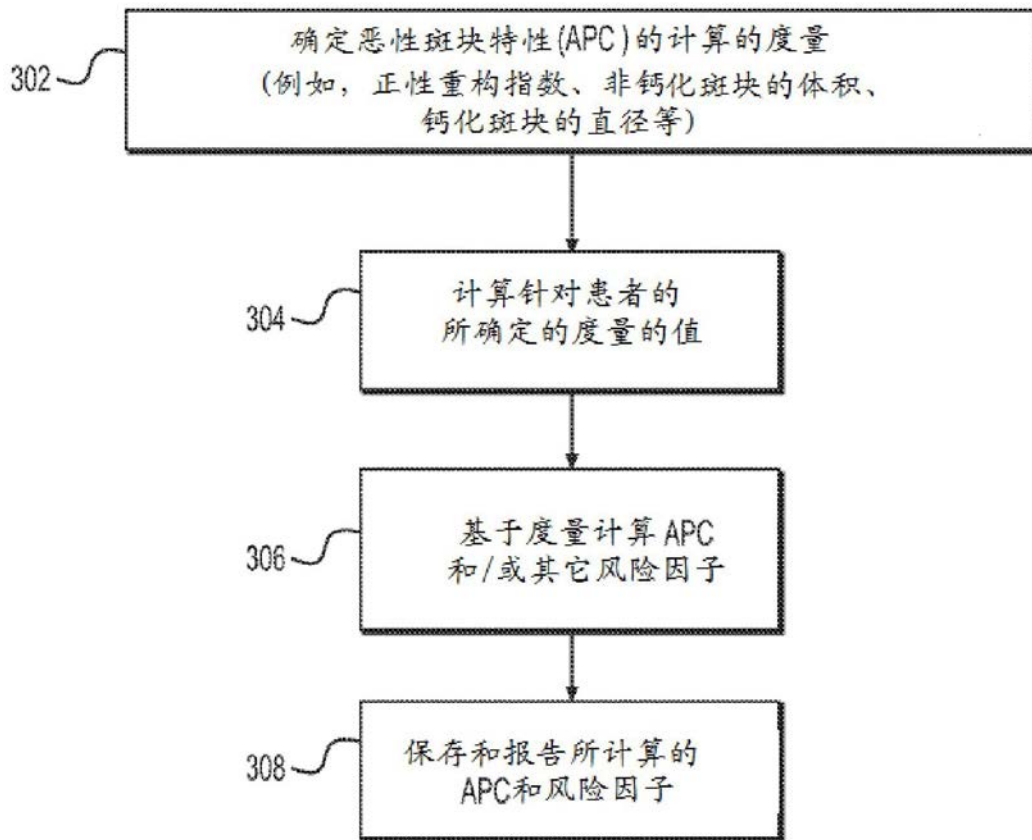 302
确定恶性斑块特性(APC)的计算的度量
(例如，正性重构指数、非钙化斑块的体积、
钙化斑块的直径等)
304
计算针对患者的
所确定的度量的值
306
基于度量计算 APC
和/或其它风险因子
308
保存和报告所计算的
APC和风险因子